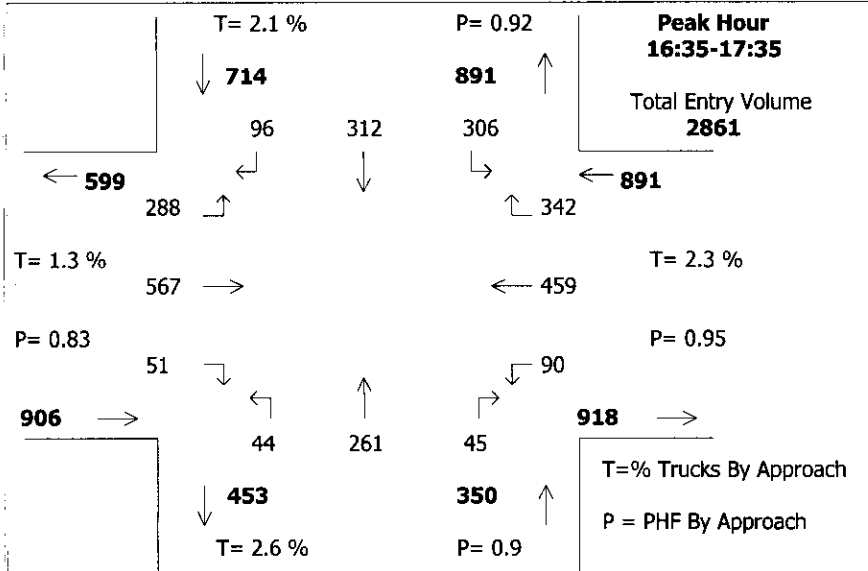 T= 2.1 % P= 0.92 Peak Hour
16:35-17:35
714 891
Total Entry Volume
2861
96 312 306
599 891
288 342
T= 1.3 % T= 2.3 %
567 459
P= 0.83 P= 0.95
51 90
906 918
44 261 45
T=% Trucks By Approach
453 350
P = PHF By Approach
T= 2.6 % P= 0.9